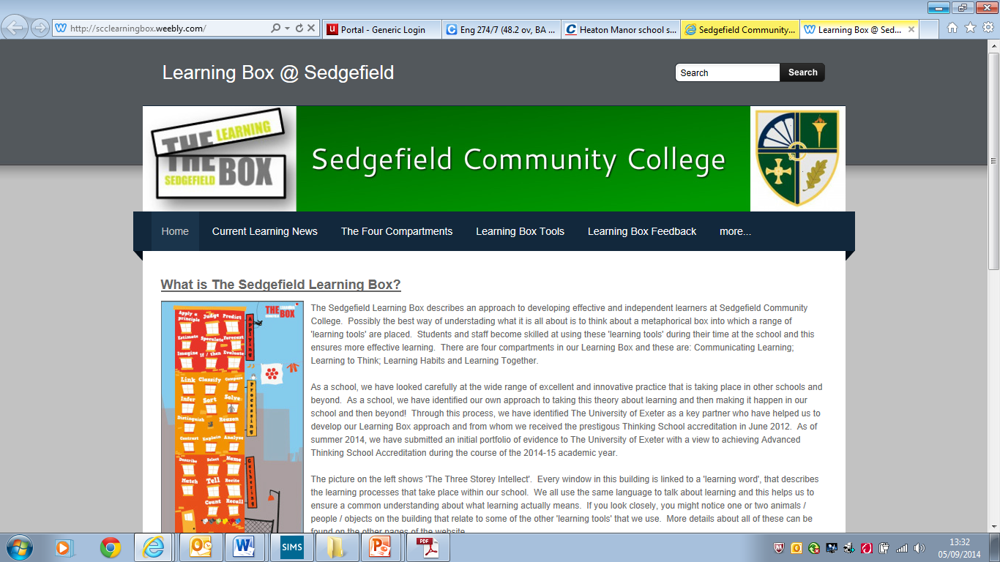 http://scclearningbox.weebly.com/
Portal - Generic Login
Eng 274/7 (48.2 ov, BA ...
Heaton Manor school s...
Sedgefield Community...
Learning Box @ Sed...
Learning Box @ Sedgefield
Search
Search
THE LEARNING
THE BOX
SEDGEFIELD
Sedgefield Community College
Home
Current Learning News
The Four Compartments
Learning Box Tools
Learning Box Feedback
more...
What is The Sedgefield Learning Box?
THE BOX
Apply a principle Judge Predict
Estimate Speculate Forecast
Imagine If / then Evaluate
Applying
Link Classify Compare
Infer Sort Solve
Distinguish Reason
Contrast Explain Analyse
Processing
Describe Select Name
Match Tell Recite
Count Recall
Gathering
The Sedgefield Learning Box describes an approach to developing effective and independent learners at Sedgefield Community
College. Possibly the best way of understading what it is all about is to think about a metaphorical box into which a range of
'learning tools' are placed. Students and staff become skilled at using these 'learning tools' during their time at the school and this
ensures more effective learning. There are four compartments in our Learning Box and these are: Communicating Learning;
Learning to Think; Learning Habits and Learning Together.
As a school, we have looked carefully at the wide range of excellent and innovative practice that is taking place in other schools and
beyond. As a school, we have identified our own approach to taking this theory about learning and then making it happen in our
school and then beyond! Through this process, we have identified The University of Exeter as a key partner who have helped us to
develop our Learning Box approach and from whom we received the prestigous Thinking School accreditation in June 2012. As of
summer 2014, we have submitted an initial portfolio of evidence to The University of Exeter with a view to achieving Advanced
Thinking School Accreditation during the course of the 2014-15 academic year.
The picture on the left shows 'The Three Storey Intellect'. Every window in this building is linked to a 'learning word', that describes
the learning processes that take place within our school. We all use the same language to talk about learning and this helps us to
ensure a common understanding about what learning actually means. If you look closely, you might notice one or two animals /
people / objects on the building that relate to some of the other 'learning tools' that we use. More details about all of these can be
found on the other pages of the website.
SIMS
PDF
13:32
05/09/2014